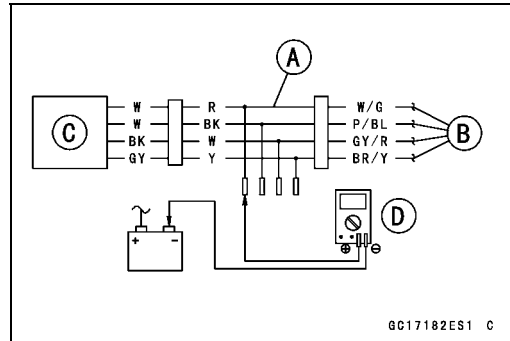 A
W R W/G
W BK P/BL
C BK W GY/R B
GY Y BR/Y
D
+ - ⊕ ⊖
GC17182ES1 C